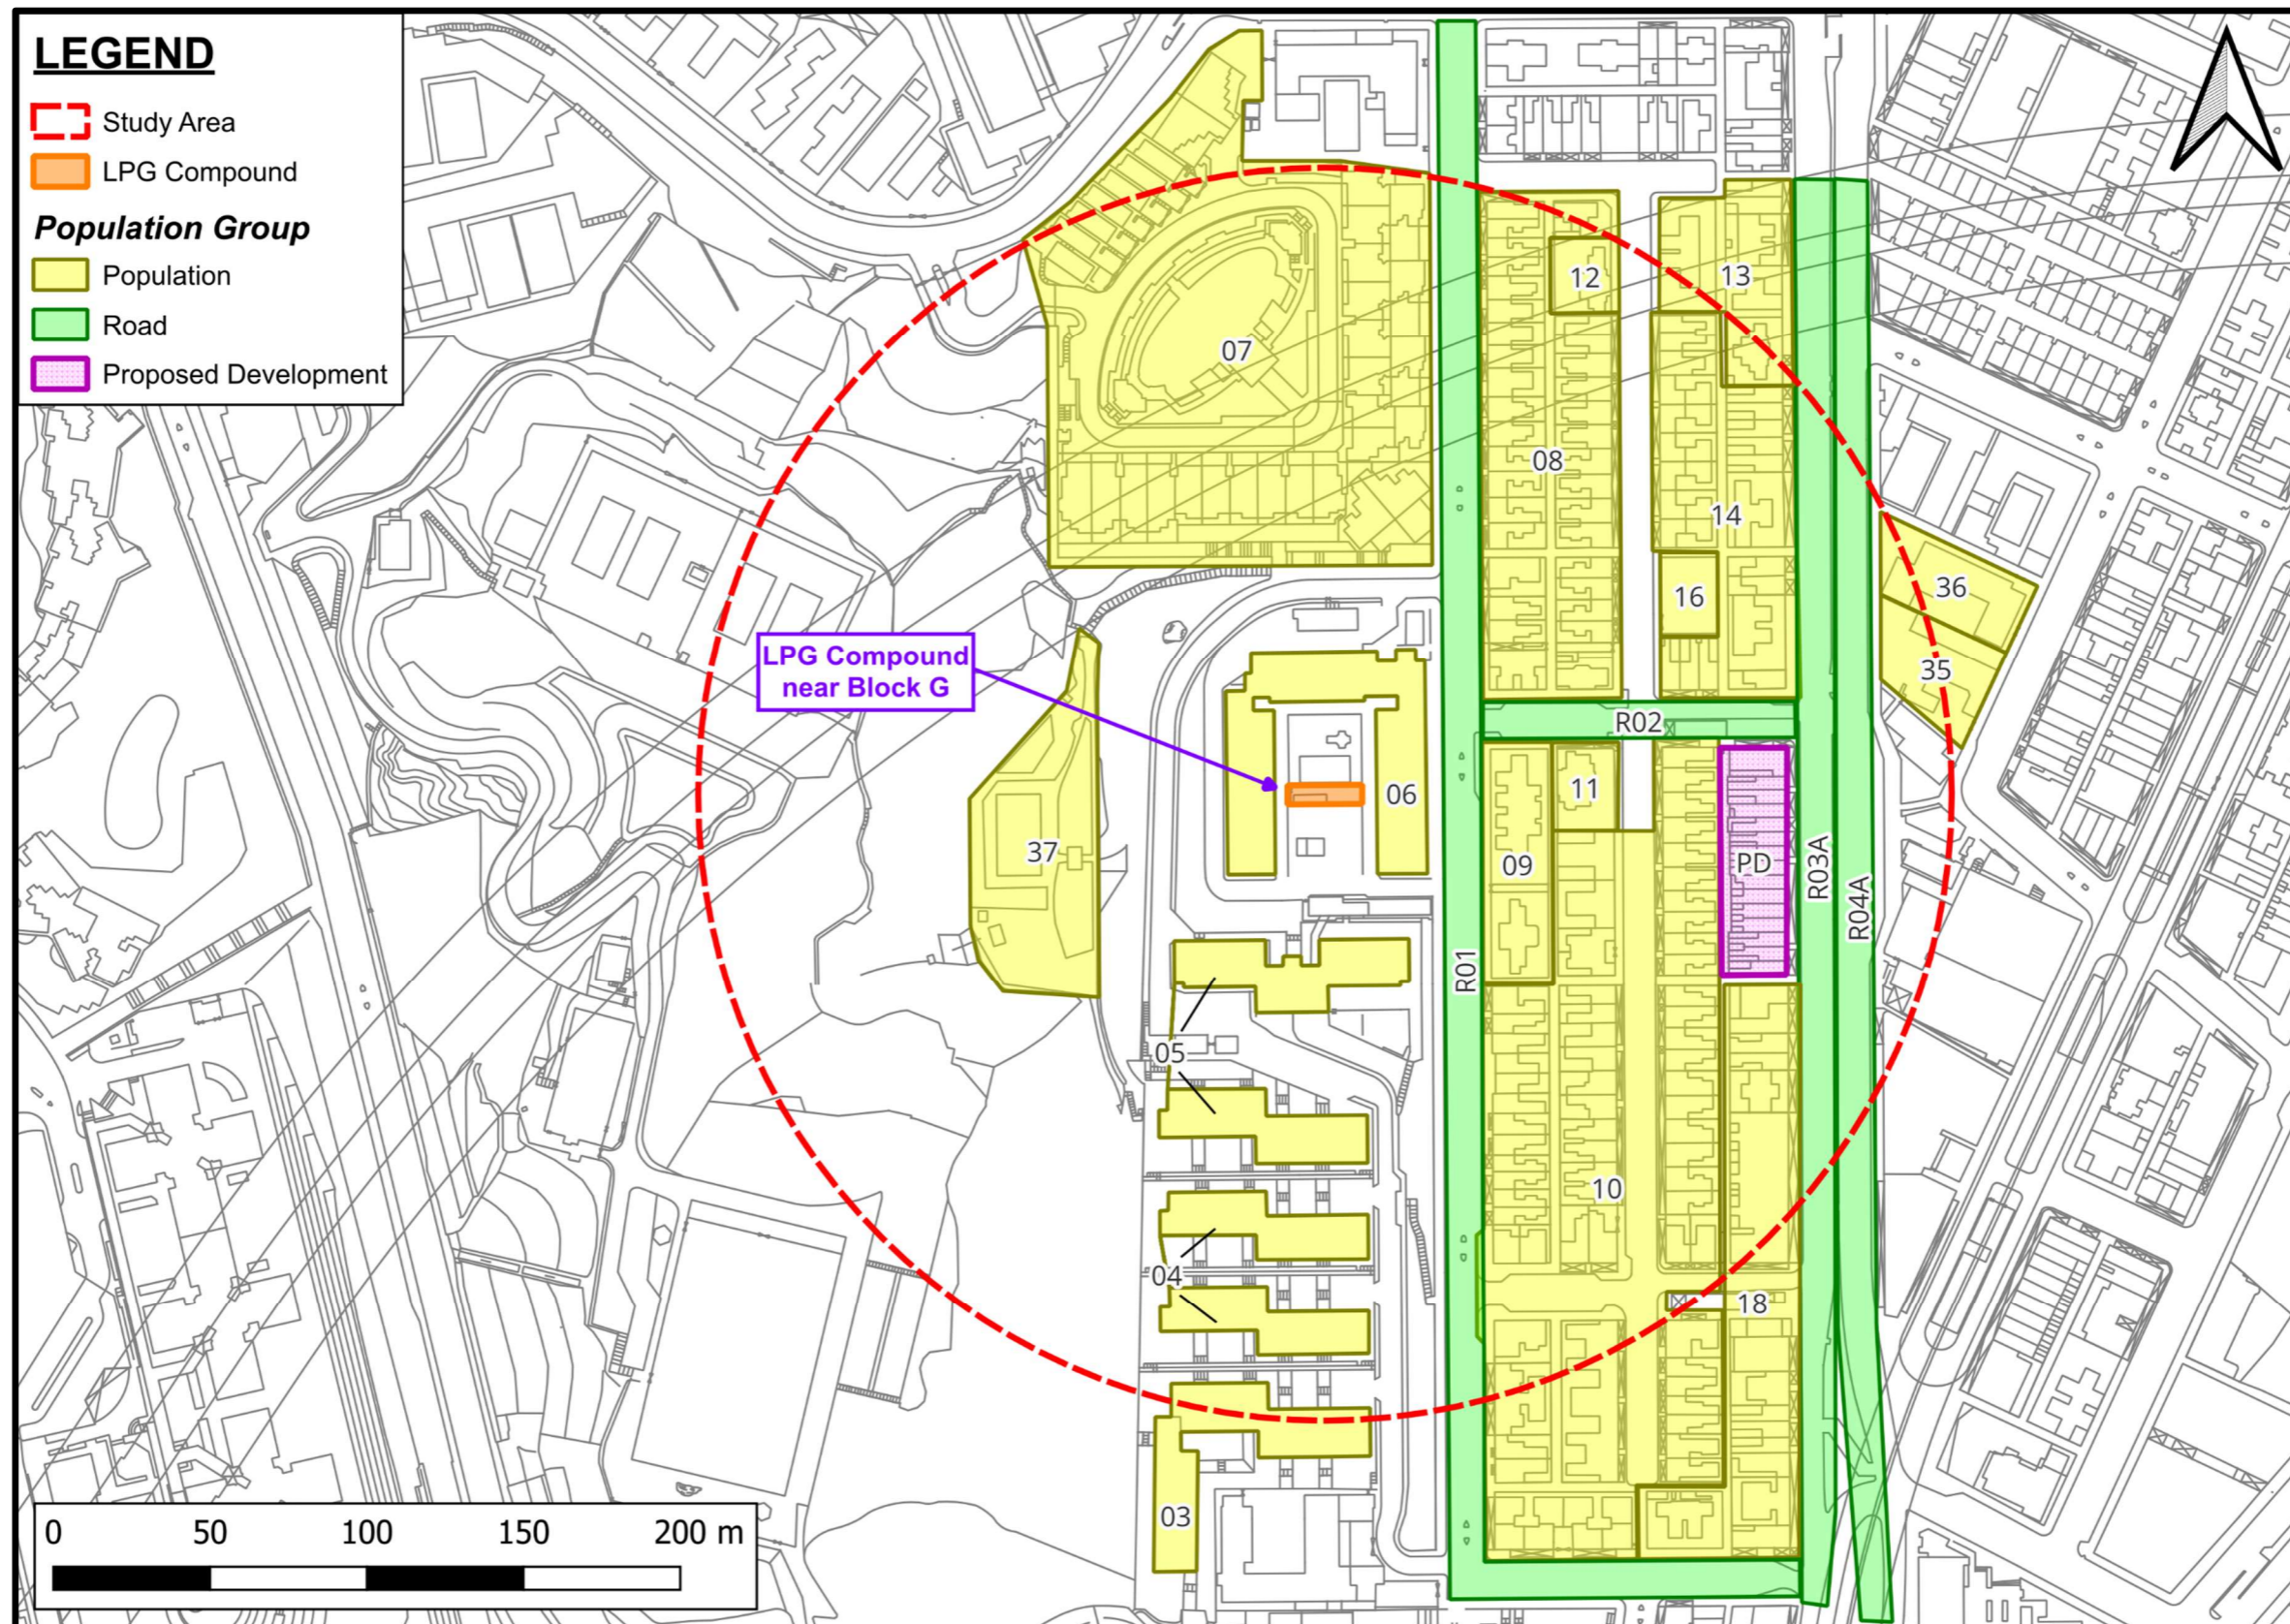 LEGEND
Study Area
LPG Compound
Population Group
Population
Road
Proposed Development
07
12
13
08
14
16
36
35
LPG Compound
near Block G
R02
06
11
09
PD
37
R03A
R04A
R01
05
10
04
18
03
0 50 100 150 200 m